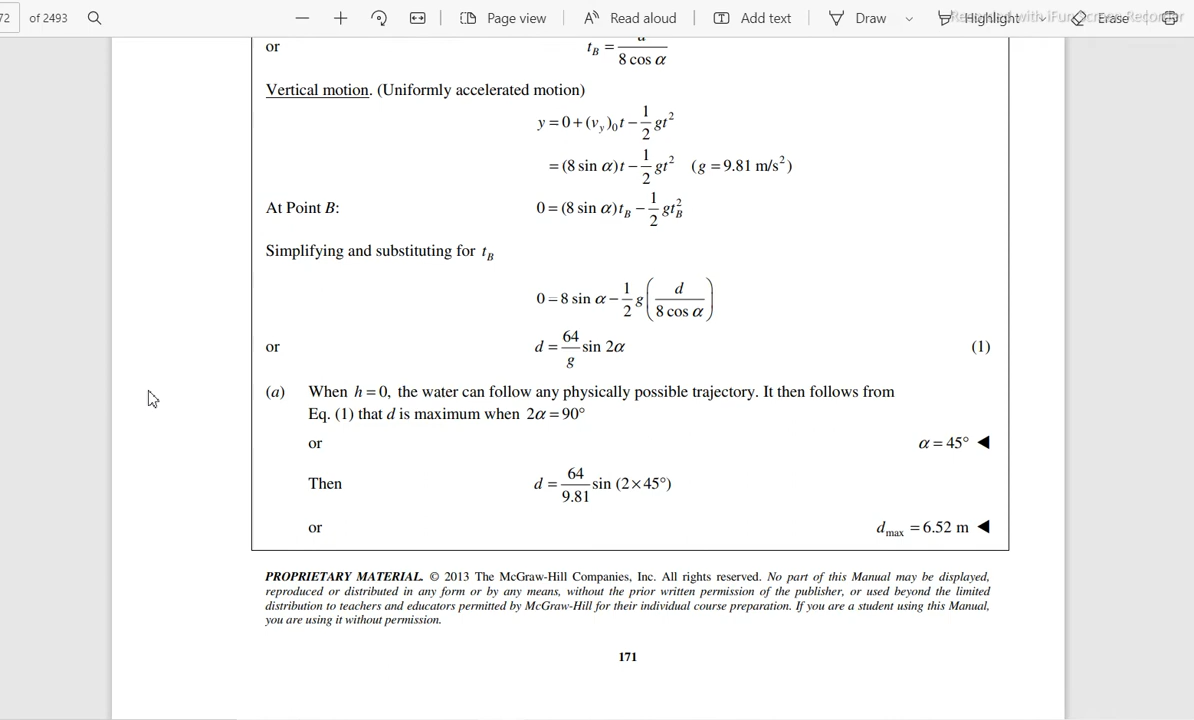 72 of 2493 Page view Read aloud Add text Draw Highlight Erase
or t_B = d / (8 cos α)
Vertical motion. (Uniformly accelerated motion)
y = 0 + (v_y)_0 t − 1/2 gt^2
= (8 sin α)t − 1/2 gt^2 (g = 9.81 m/s^2)
At Point B: 0 = (8 sin α)t_B − 1/2 gt_B^2
Simplifying and substituting for t_B
0 = 8 sin α − 1/2 g (d / (8 cos α))
or d = 64/g sin 2α (1)
(a) When h = 0, the water can follow any physically possible trajectory. It then follows from
Eq. (1) that d is maximum when 2α = 90°
or α = 45° ◀
Then d = 64/9.81 sin (2 × 45°)
or d_max = 6.52 m ◀
PROPRIETARY MATERIAL. © 2013 The McGraw-Hill Companies, Inc. All rights reserved. No part of this Manual may be displayed,
reproduced or distributed in any form or by any means, without the prior written permission of the publisher, or used beyond the limited
distribution to teachers and educators permitted by McGraw-Hill for their individual course preparation. If you are a student using this Manual,
you are using it without permission.
171